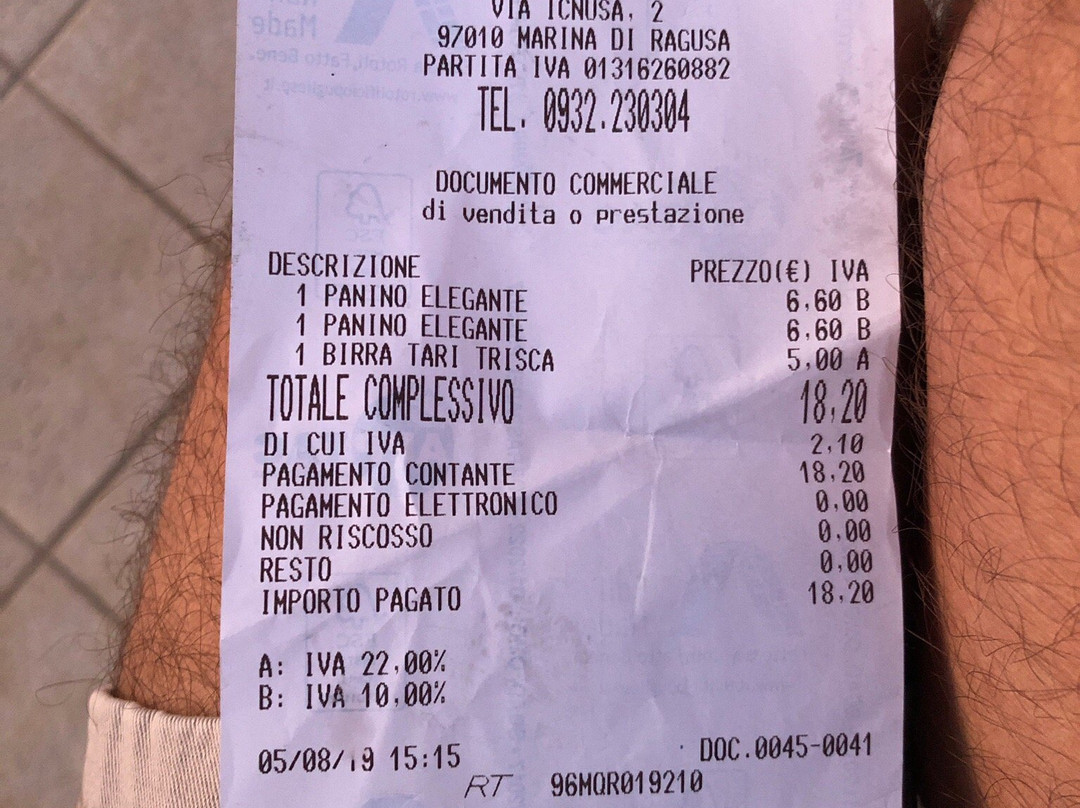 VIA ICNUSA, 2
97010 MARINA DI RAGUSA
PARTITA IVA 01316260882
TEL. 0932.230304
DOCUMENTO COMMERCIALE
di vendita o prestazione
DESCRIZIONE PREZZO(€) IVA
1 PANINO ELEGANTE 6,60 B
1 PANINO ELEGANTE 6,60 B
1 BIRRA TARI TRISCA 5,00 A
TOTALE COMPLESSIVO 18,20
DI CUI IVA 2,10
PAGAMENTO CONTANTE 18,20
PAGAMENTO ELETTRONICO 0,00
NON RISCOSSO 0,00
RESTO 0,00
IMPORTO PAGATO 18,20
A: IVA 22,00%
B: IVA 10,00%
05/08/19 15:15 DOC.0045-0041
RT 96MQR019210